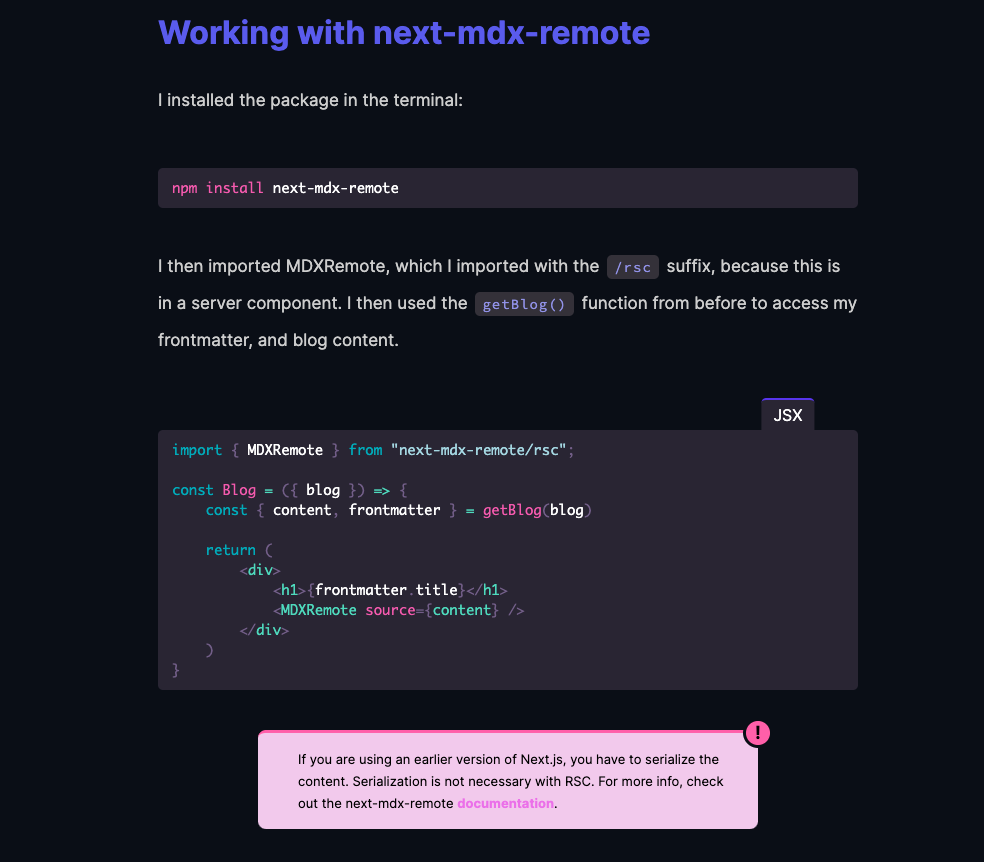 Working with next-mdx-remote
I installed the package in the terminal:
npm install next-mdx-remote
I then imported MDXRemote, which I imported with the /rsc suffix, because this is
in a server component. I then used the getBlog() function from before to access my
frontmatter, and blog content.
JSX
import { MDXRemote } from "next-mdx-remote/rsc";
const Blog = ({ blog }) => {
    const { content, frontmatter } = getBlog(blog)
    return (
        <div>
            <h1>{frontmatter.title}</h1>
            <MDXRemote source={content} />
        </div>
    )
}
!
If you are using an earlier version of Next.js, you have to serialize the
content. Serialization is not necessary with RSC. For more info, check
out the next-mdx-remote documentation.